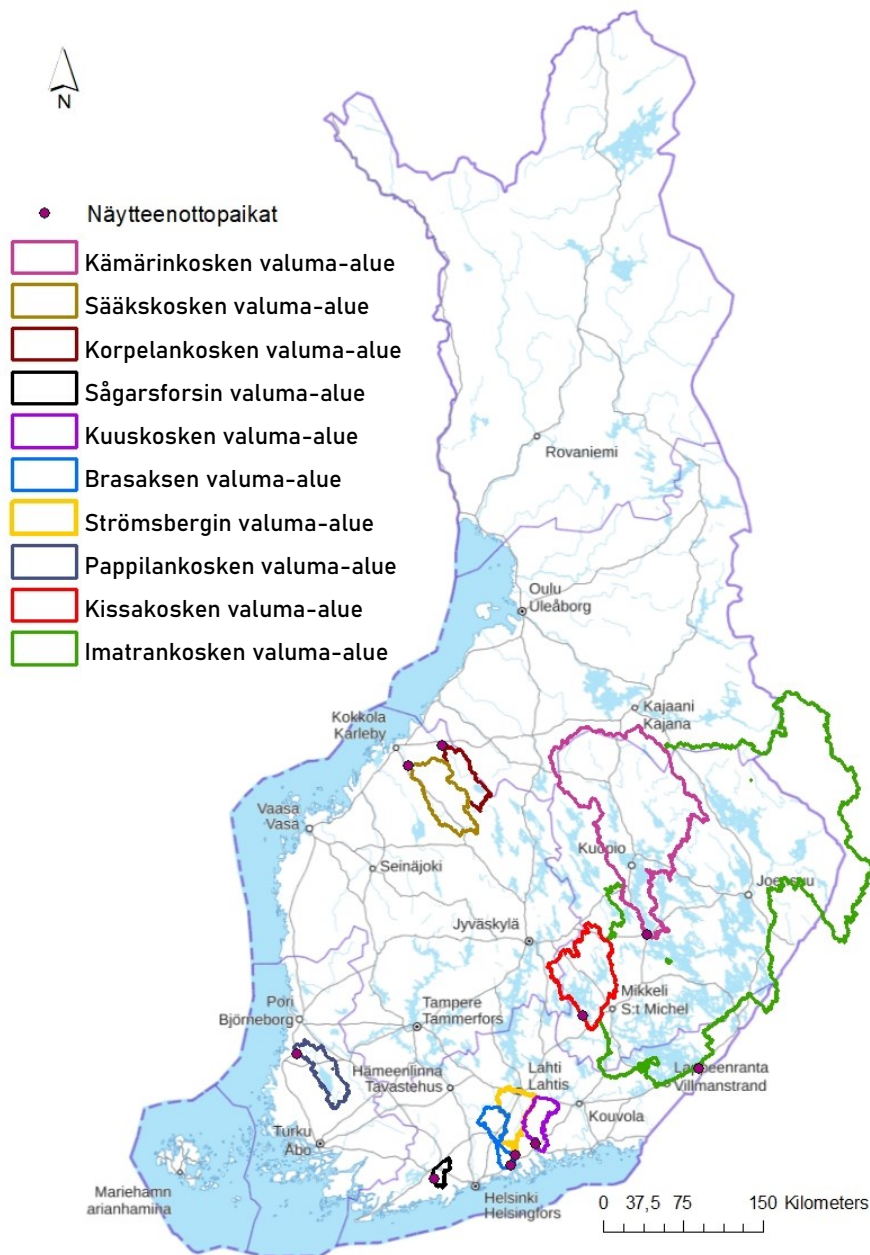 N
Näytteenottopaikat
Kämärinkosken valuma-alue
Sääkskosken valuma-alue
Korpelankosken valuma-alue
Sågarsforsin valuma-alue
Kuuskosken valuma-alue
Brasaksen valuma-alue
Strömsbergin valuma-alue
Pappilankosken valuma-alue
Kissakosken valuma-alue
Imatrankosken valuma-alue
Rovaniemi
Oulu
Uleåborg
Kajaani
Kajana
Kokkola
Karleby
Vaasa
Vasa
Seinäjoki
Kuopio
Joensuu
Jyväskylä
Mikkeli
S:t Michel
Pori
Björneborg
Tampere
Tammerfors
Hämeenlinna
Tavastehus
Lahti
Lahtis
Lappeenranta
Villmanstrand
Kouvola
Turku
Åbo
Mariehamn
arianhamina
Helsinki
Helsingfors
0 37,5 75 150 Kilometers